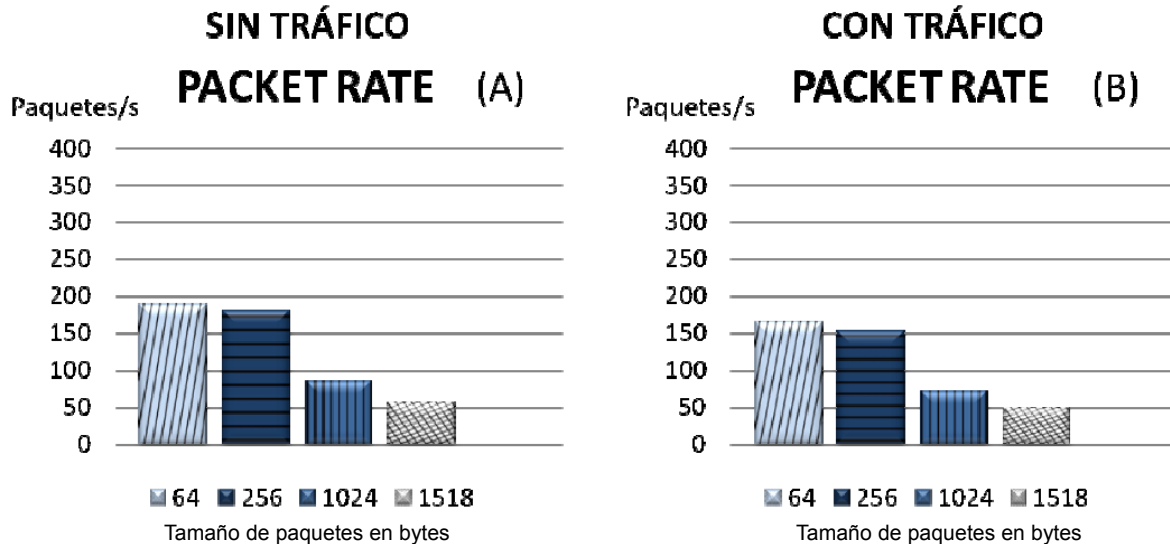 SIN TRÁFICO
PACKET RATE (A)
Paquetes/s
400
350
300
250
200
150
100
50
0
64 256 1024 1518
Tamaño de paquetes en bytes
CON TRÁFICO
PACKET RATE (B)
Paquetes/s
400
350
300
250
200
150
100
50
0
64 256 1024 1518
Tamaño de paquetes en bytes